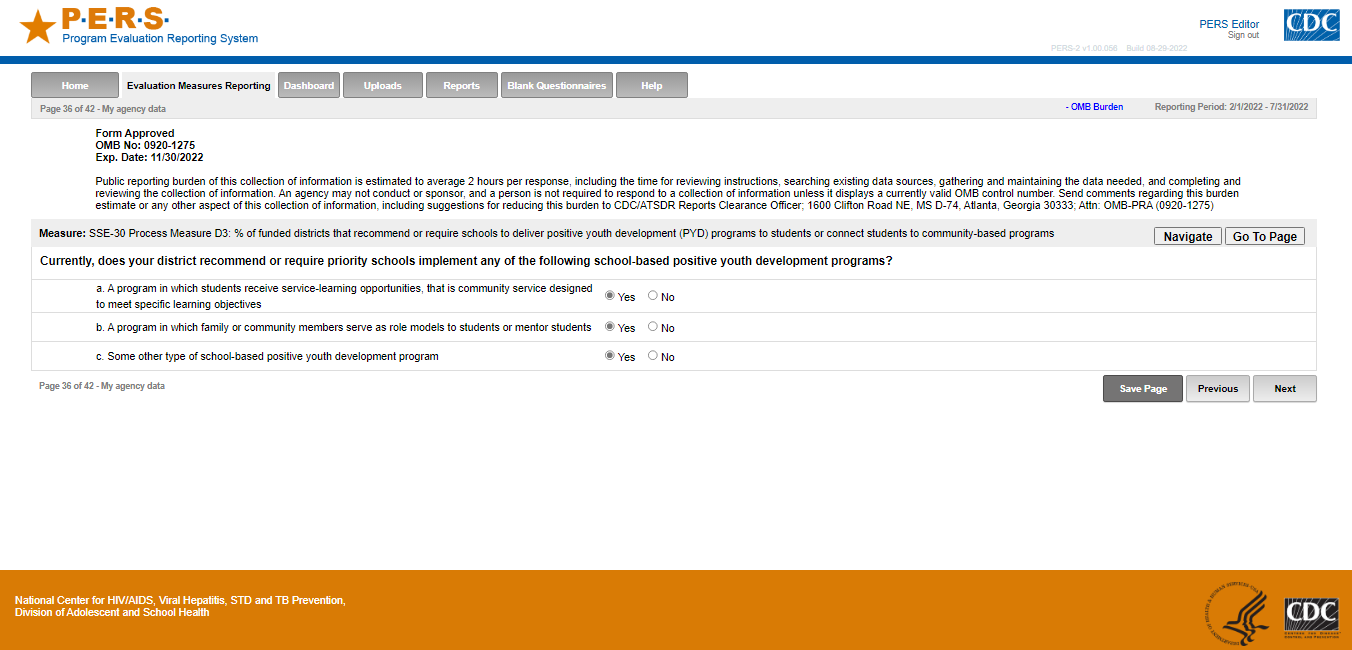 P·E·R·S·
Program Evaluation Reporting System
PERS Editor
Sign out
CDC
PERS-2 v1.00.056 Build 08-29-2022
Home Evaluation Measures Reporting Dashboard Uploads Reports Blank Questionnaires Help
Page 36 of 42 - My agency data - OMB Burden Reporting Period: 2/1/2022 - 7/31/2022
Form Approved
OMB No: 0920-1275
Exp. Date: 11/30/2022
Public reporting burden of this collection of information is estimated to average 2 hours per response, including the time for reviewing instructions, searching existing data sources, gathering and maintaining the data needed, and completing and
reviewing the collection of information. An agency may not conduct or sponsor, and a person is not required to respond to a collection of information unless it displays a currently valid OMB control number. Send comments regarding this burden
estimate or any other aspect of this collection of information, including suggestions for reducing this burden to CDC/ATSDR Reports Clearance Officer; 1600 Clifton Road NE, MS D-74, Atlanta, Georgia 30333; Attn: OMB-PRA (0920-1275)
Measure: SSE-30 Process Measure D3: % of funded districts that recommend or require schools to deliver positive youth development (PYD) programs to students or connect students to community-based programs
Navigate Go To Page
Currently, does your district recommend or require priority schools implement any of the following school-based positive youth development programs?
a. A program in which students receive service-learning opportunities, that is community service designed
to meet specific learning objectives
Yes No
b. A program in which family or community members serve as role models to students or mentor students Yes No
c. Some other type of school-based positive youth development program Yes No
Page 36 of 42 - My agency data
Save Page Previous Next
National Center for HIV/AIDS, Viral Hepatitis, STD and TB Prevention,
Division of Adolescent and School Health
CDC